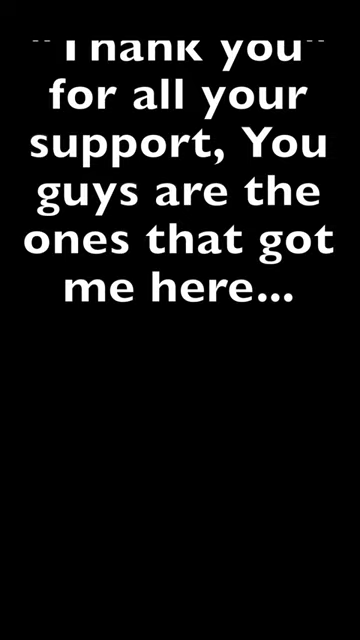 "Thank you"
for all your
support, You
guys are the
ones that got
me here...